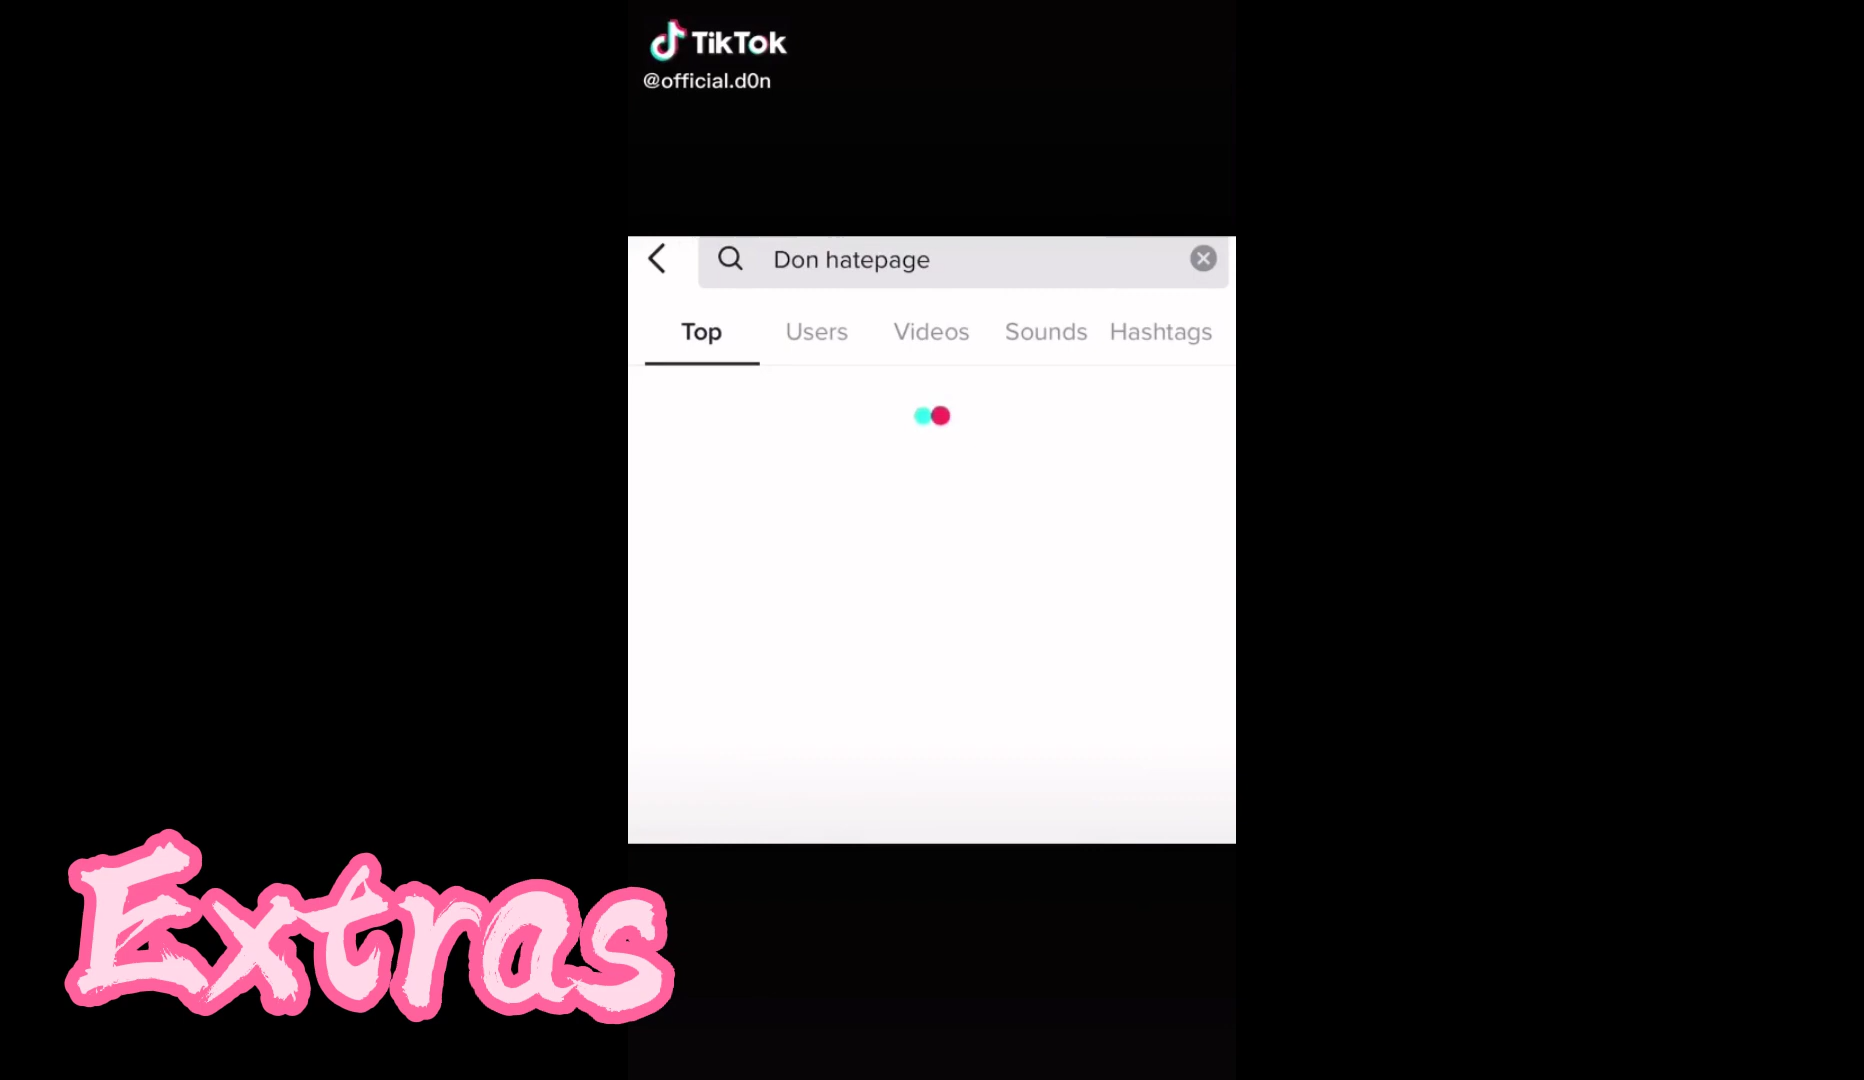 TikTok
@official.d0n
Don hatepage
Top Users Videos Sounds Hashtags
Extras